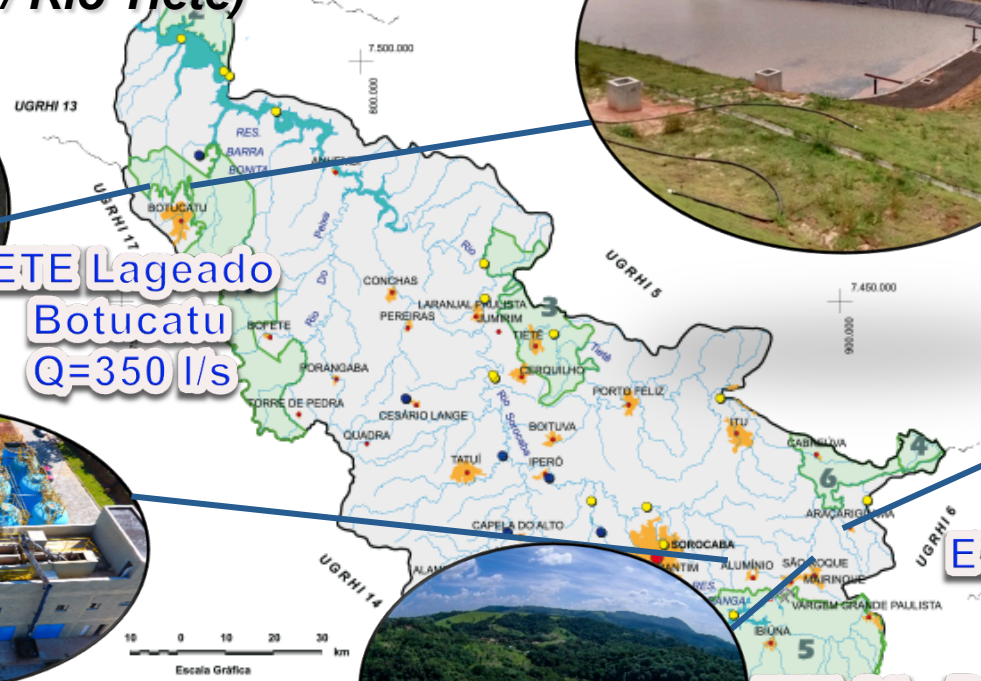 / Rio Tietê)
2
7.500.000
800.000
UGRHI 13
RES.
BARRA
BONITA
ANHEMBI
UGRHI 17
BOTUCATU
Rio Do Peixe
Rio
UGRHI 5
7.450.000
900.000
ETE Lageado
Botucatu
Q=350 l/s
CONCHAS
LARANJAL PAULISTA
3
PEREIRAS
JUMIRIM
BOFETE
TIETÊ
Tietê
PORANGABA
CERQUILHO
PORTO FELIZ
TORRE DE PEDRA
CESÁRIO LANGE
Rio Sorocaba
QUADRA
BOITUVA
ITU
CABREÚVA
4
TATUÍ
IPERÓ
6
CAPELA DO ALTO
SOROCABA
UGRHI 6
UGRHI 14
ALUMÍNIO
SÃO ROQUE
MAIRINQUE
RES.
VARGEM GRANDE PAULISTA
IBIÚNA
5
E
10 0 10 20 30
km
Escala Gráfica